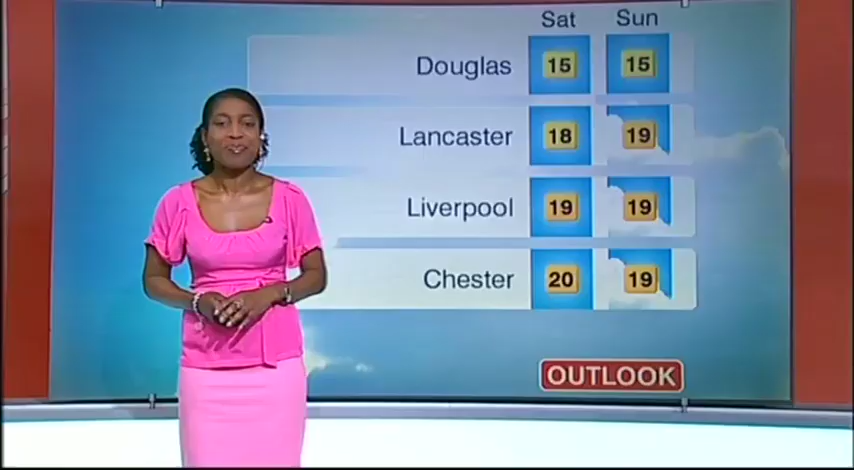 Sat Sun
Douglas 15 15
Lancaster 18 19
Liverpool 19 19
Chester 20 19
OUTLOOK